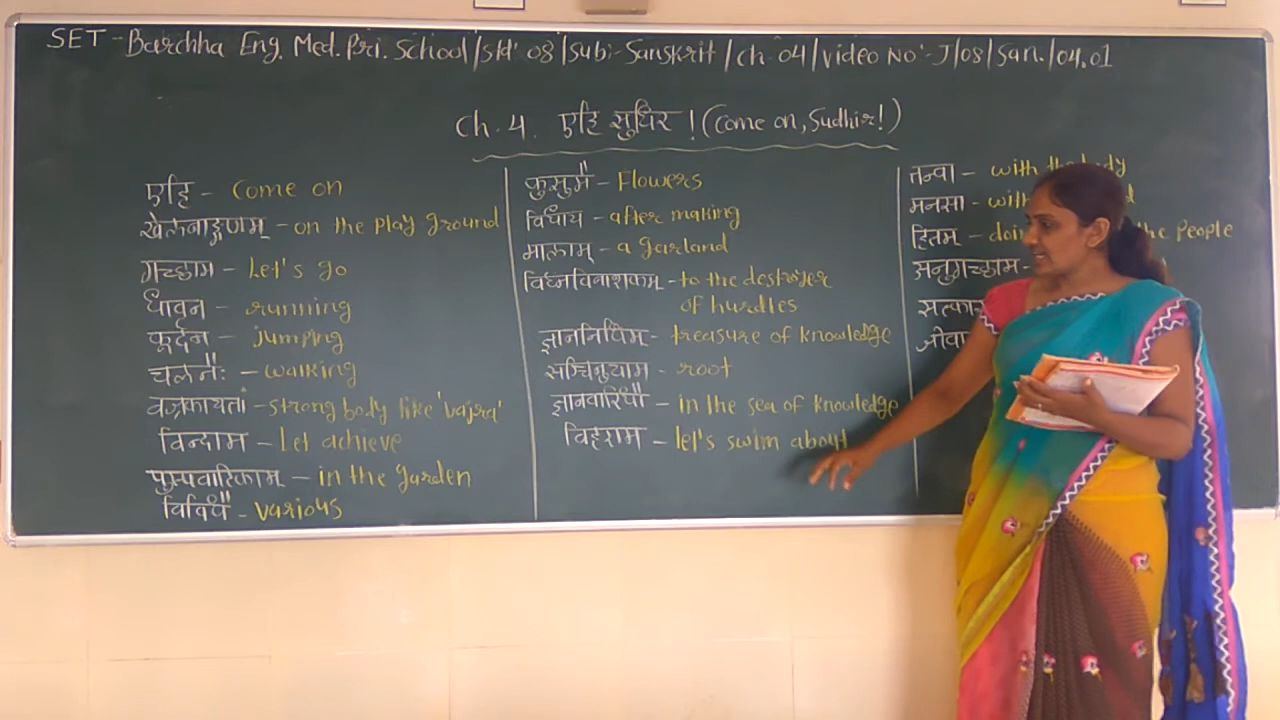 SET - Barchha Eng. Med. Pri. School / Std' 08 / Sub:- Sanskrit / Ch. 04 / Video No:- J/08/San./04.01
Ch. 4. एहि सुधिर ! (Come on, Sudhir!)
एहि - Come on
खेलनाङ्गणम् - on the play ground
गच्छाम - Let's go
धावन - running
कुर्दन - jumping
चलनैः - walking
वज्रकायतां - strong body like 'vajra'
विन्दाम - Let achieve
पुष्पवाटिकाम् - in the garden
विविधै - various
कुसुमै - Flowers
विधाय - after making
मालाम् - a garland
विघ्नविनाशकम् - to the destroyer
of hurdles
ज्ञाननिधिम् - treasure of knowledge
सञ्चिनुयाम - root
ज्ञानवारिधौ - in the sea of knowledge
विहराम - let's swim about
तन्वा - with the
मनसा - with
हितम् - the people
अनुगच्छाम -